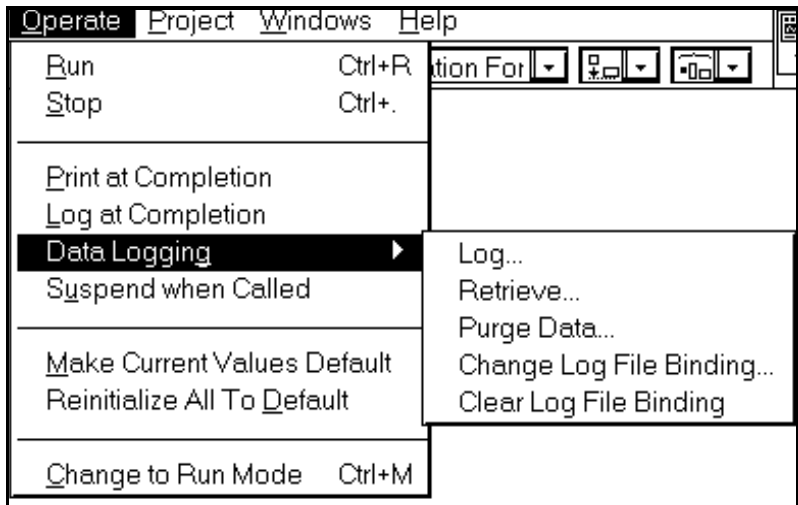 Operate Project Windows Help
Run Ctrl+R
tion For
Stop Ctrl+.
Print at Completion
Log at Completion
Data Logging
Suspend when Called
Make Current Values Default
Reinitialize All To Default
Change to Run Mode Ctrl+M
Log...
Retrieve...
Purge Data...
Change Log File Binding...
Clear Log File Binding